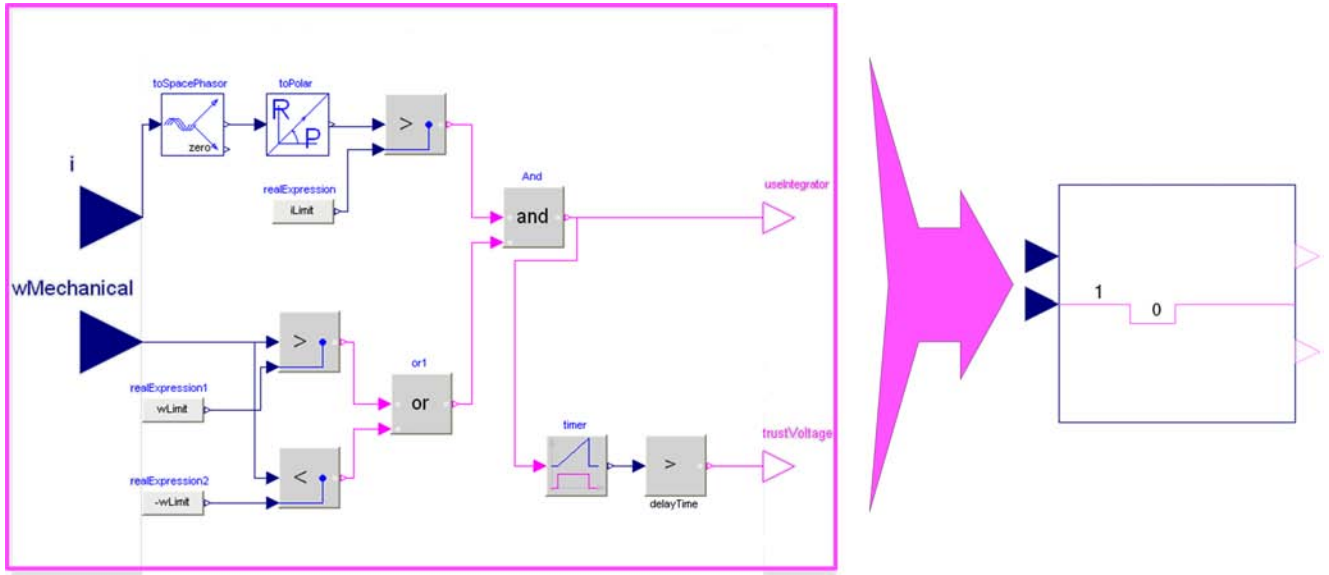 toSpacePhasor
toPolar
R
P
>
zero
i
realExpression
iLimit
And
and
useIntegrator
wMechanical
>
realExpression1
wLimit
or1
or
realExpression2
-wLimit
<
timer
>
delayTime
trustVoltage
1
0